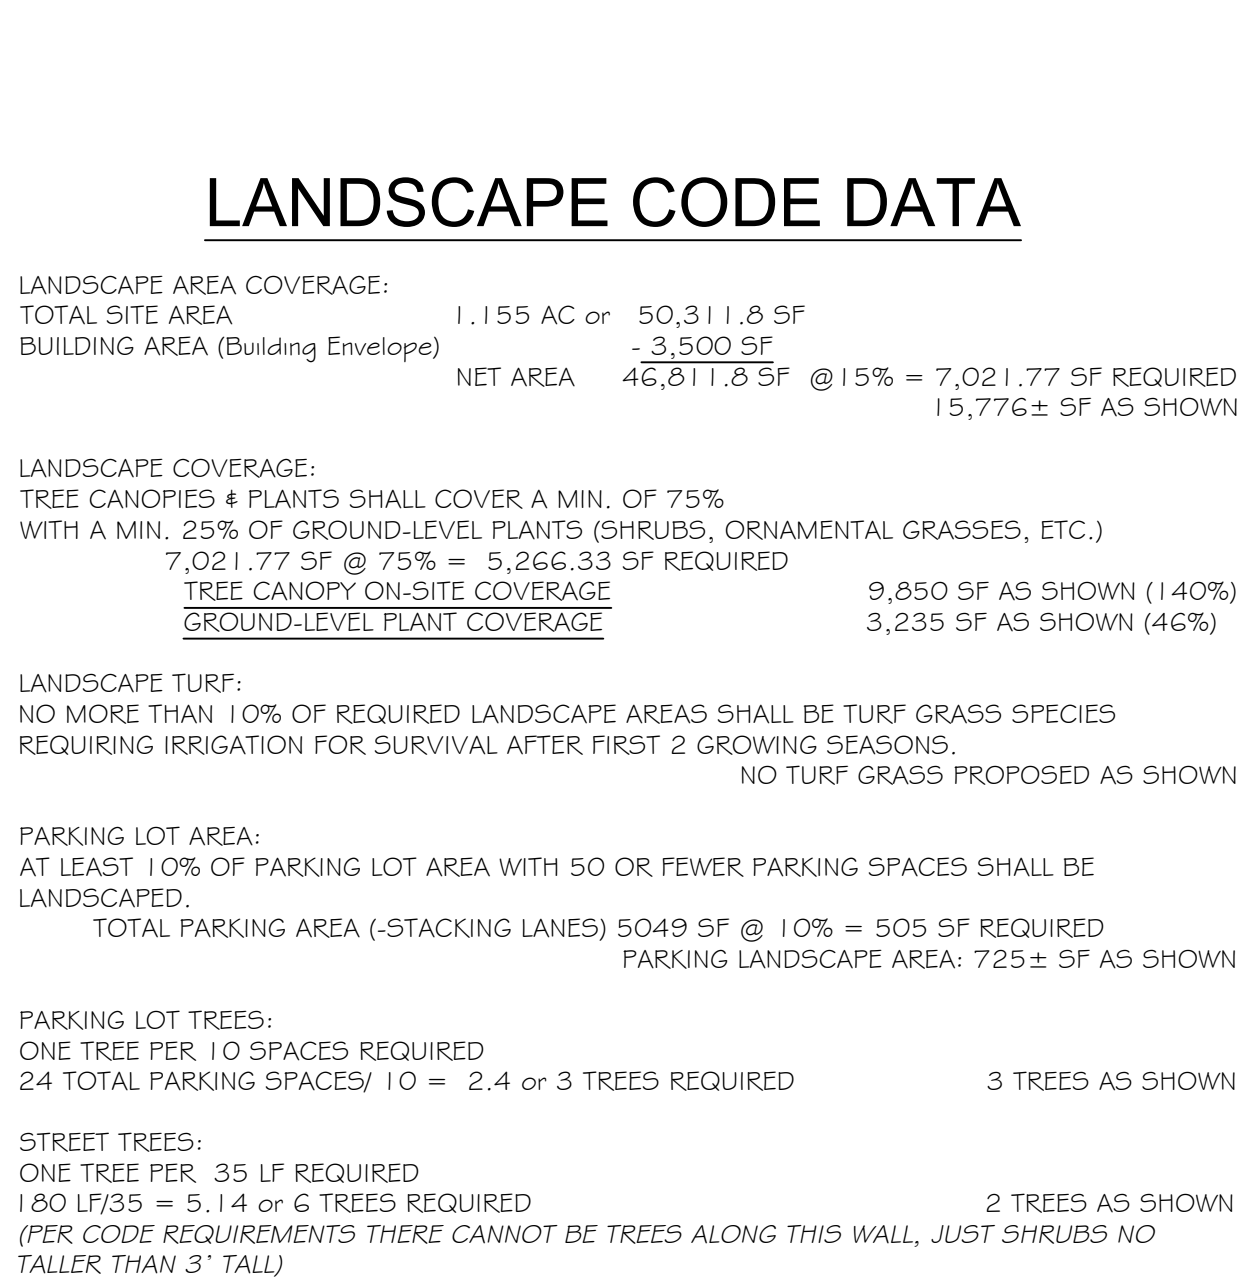 LANDSCAPE CODE DATA
LANDSCAPE AREA COVERAGE:
TOTAL SITE AREA 1.155 AC or 50,311.8 SF
BUILDING AREA (Building Envelope) - 3,500 SF
NET AREA 46,811.8 SF @15% = 7,021.77 SF REQUIRED
15,776± SF AS SHOWN
LANDSCAPE COVERAGE:
TREE CANOPIES & PLANTS SHALL COVER A MIN. OF 75%
WITH A MIN. 25% OF GROUND-LEVEL PLANTS (SHRUBS, ORNAMENTAL GRASSES, ETC.)
7,021.77 SF @ 75% = 5,266.33 SF REQUIRED
TREE CANOPY ON-SITE COVERAGE 9,850 SF AS SHOWN (140%)
GROUND-LEVEL PLANT COVERAGE 3,235 SF AS SHOWN (46%)
LANDSCAPE TURF:
NO MORE THAN 10% OF REQUIRED LANDSCAPE AREAS SHALL BE TURF GRASS SPECIES
REQUIRING IRRIGATION FOR SURVIVAL AFTER FIRST 2 GROWING SEASONS.
NO TURF GRASS PROPOSED AS SHOWN
PARKING LOT AREA:
AT LEAST 10% OF PARKING LOT AREA WITH 50 OR FEWER PARKING SPACES SHALL BE
LANDSCAPED.
TOTAL PARKING AREA (-STACKING LANES) 5049 SF @ 10% = 505 SF REQUIRED
PARKING LANDSCAPE AREA: 725± SF AS SHOWN
PARKING LOT TREES:
ONE TREE PER 10 SPACES REQUIRED
24 TOTAL PARKING SPACES/ 10 = 2.4 or 3 TREES REQUIRED 3 TREES AS SHOWN
STREET TREES:
ONE TREE PER 35 LF REQUIRED
180 LF/35 = 5.14 or 6 TREES REQUIRED 2 TREES AS SHOWN
(PER CODE REQUIREMENTS THERE CANNOT BE TREES ALONG THIS WALL, JUST SHRUBS NO
TALLER THAN 3' TALL)